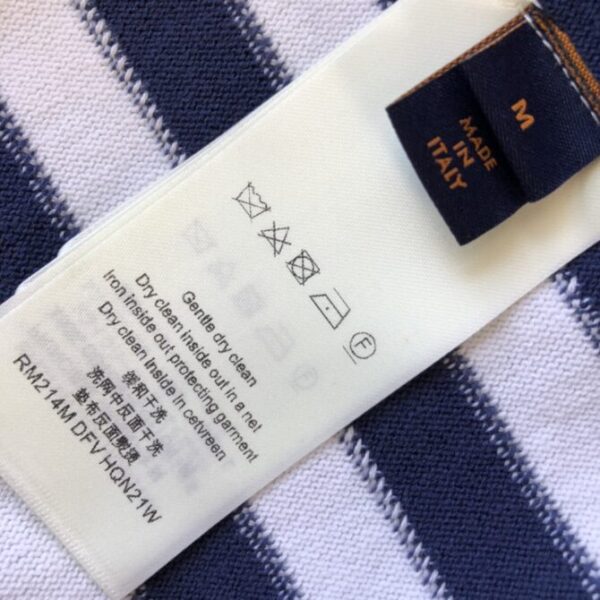 M
MADE
IN
ITALY
F
Gentle dry clean
Dry clean inside out in a net
Iron inside out protecting garment
Dry clean Inside in cetvreen
缓和干洗
洗网中反面干洗
垫布反面熨烫
RM214M DFV HQN21W